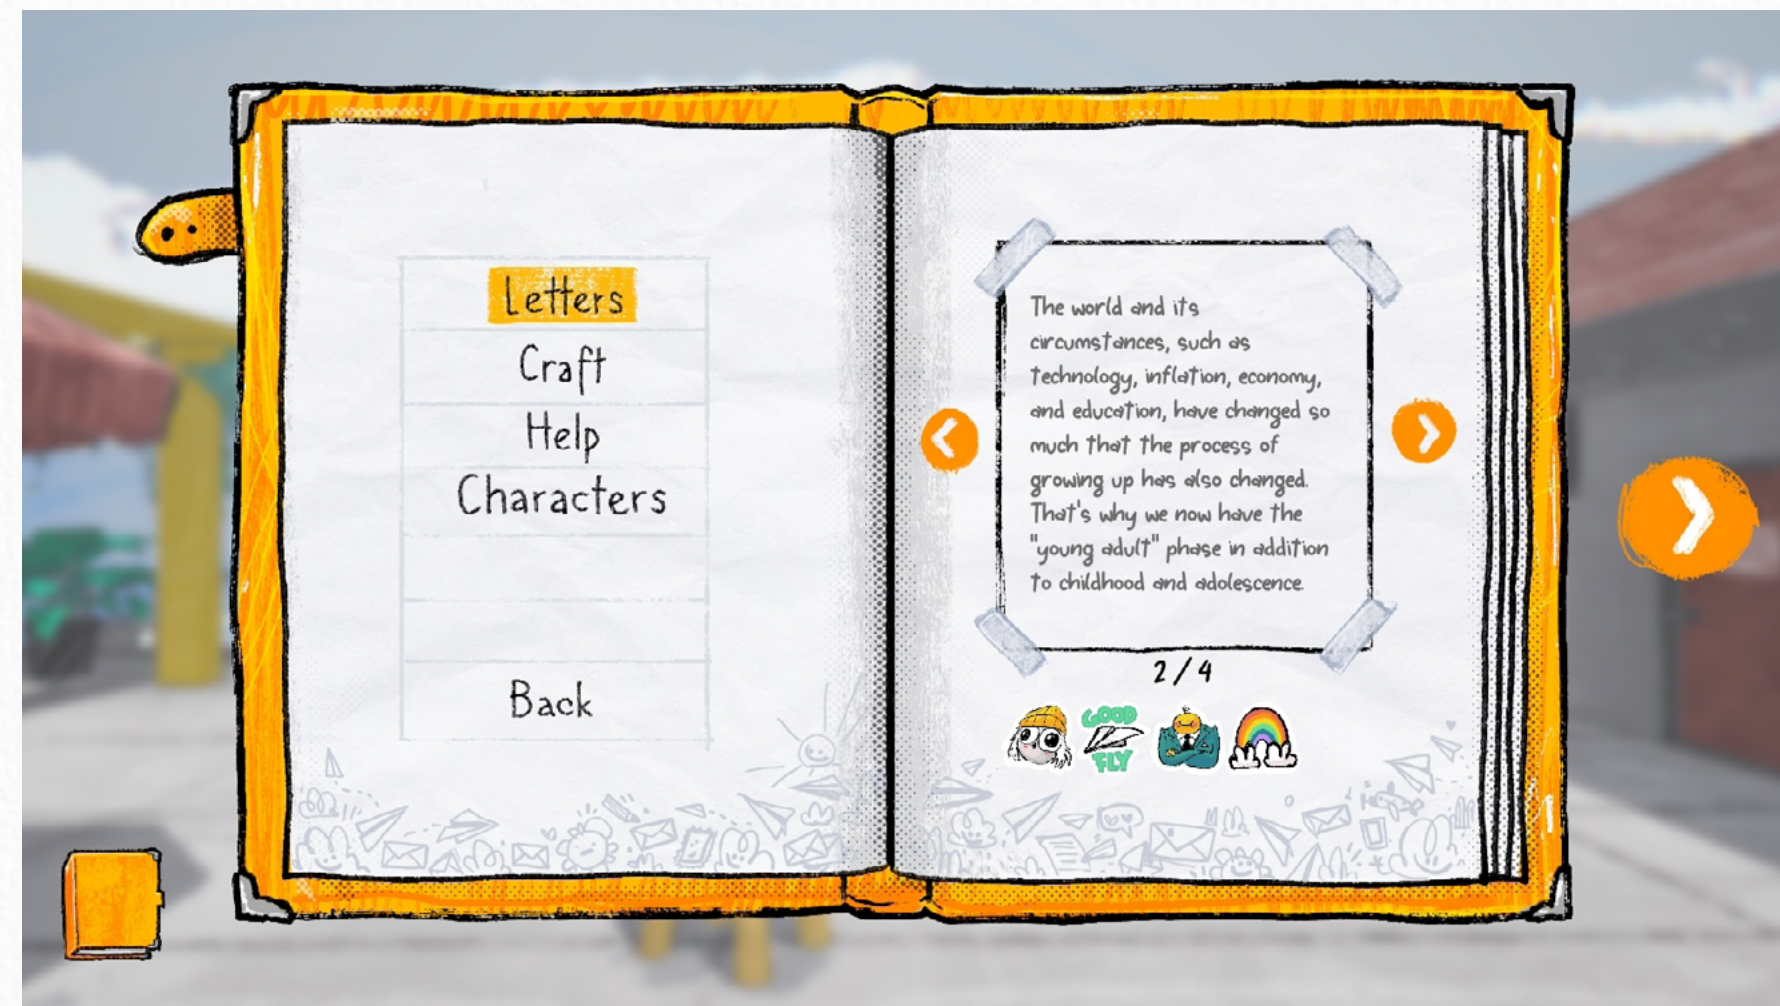 Letters
Craft
Help
Characters
Back
The world and its
circumstances, such as
technology, inflation, economy,
and education, have changed so
much that the process of
growing up has also changed.
That's why we now have the
"young adult" phase in addition
to childhood and adolescence.
2/4
GOOD
FLY